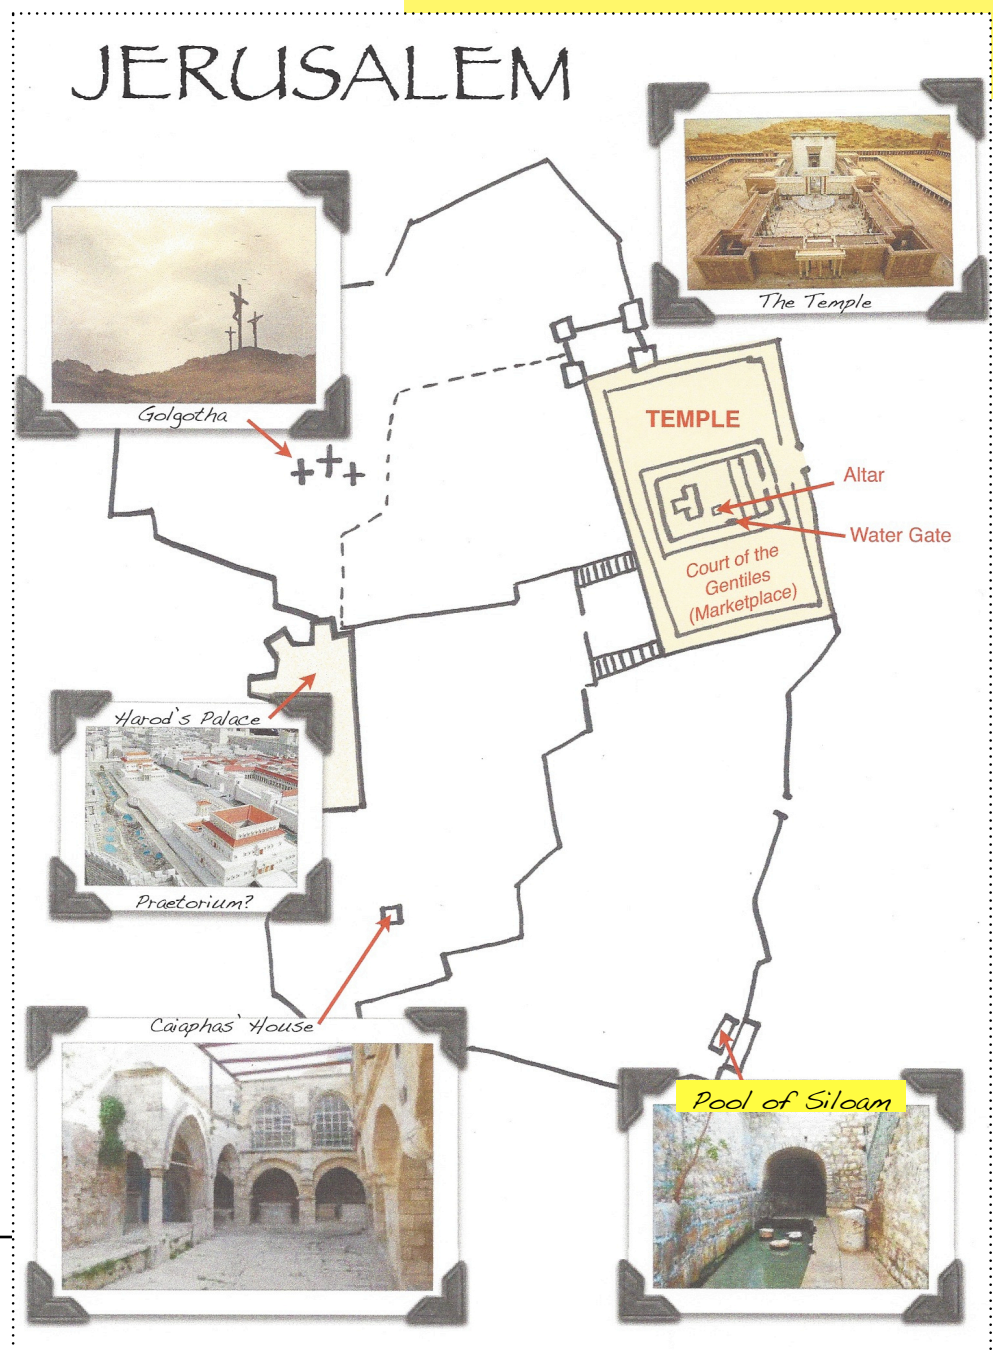 JERUSALEM
The Temple
Golgotha
TEMPLE
Altar
Water Gate
Court of the
Gentiles
(Marketplace)
Harod's Palace
Praetorium?
Caiaphas' House
Pool of Siloam